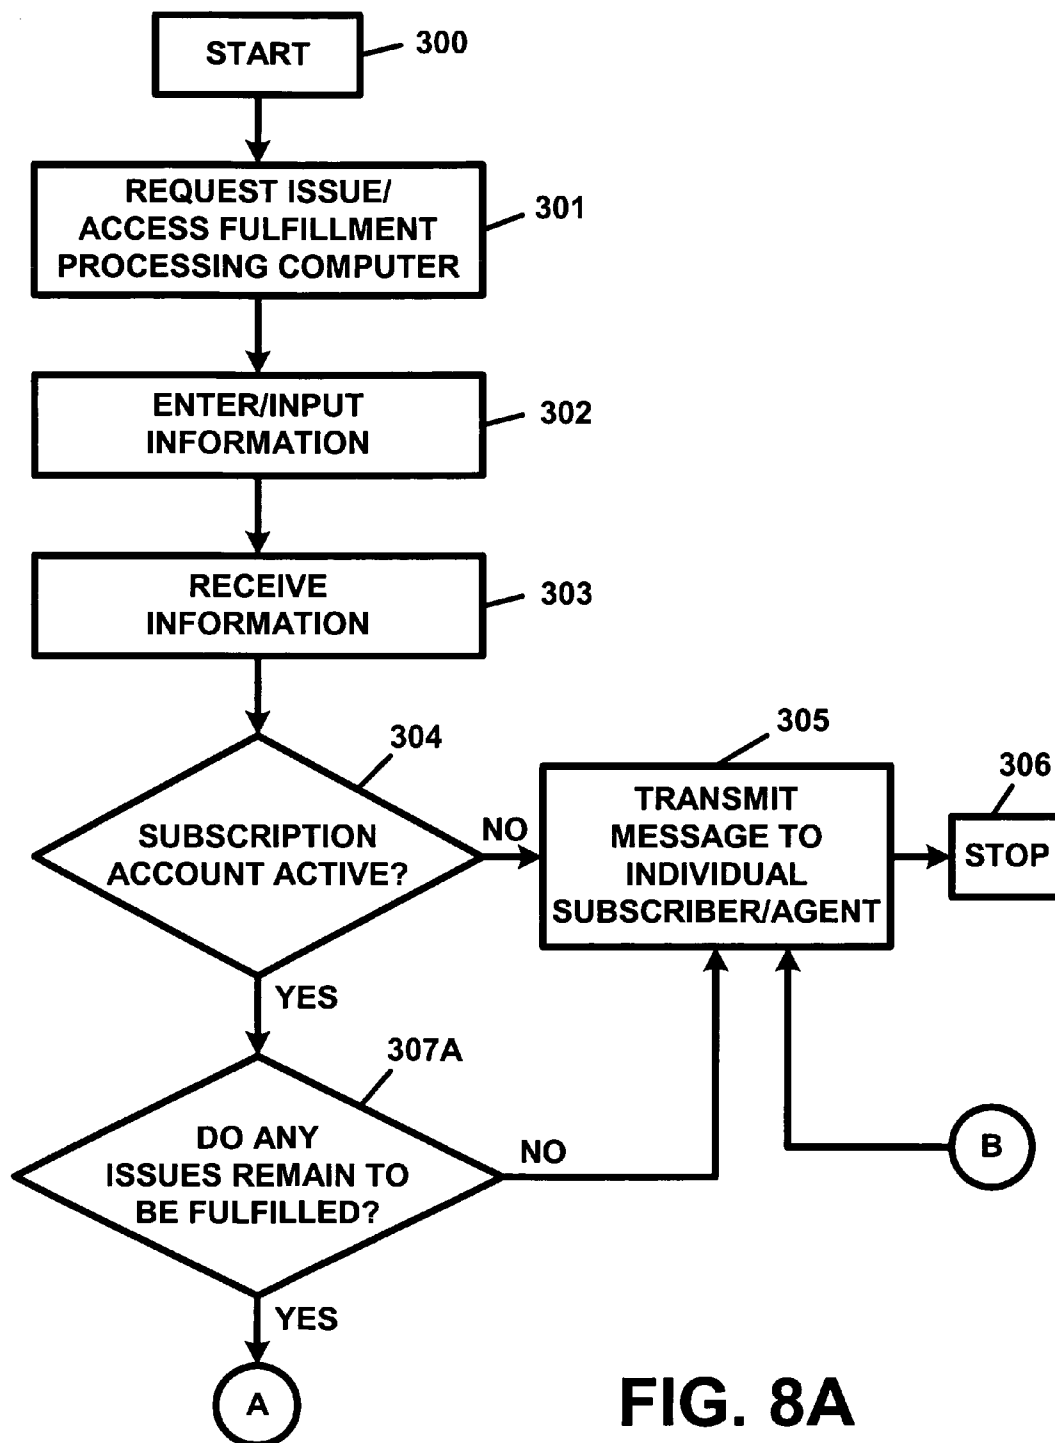 START
300
REQUEST ISSUE/
ACCESS FULFILLMENT
PROCESSING COMPUTER
301
ENTER/INPUT
INFORMATION
302
RECEIVE
INFORMATION
303
304
SUBSCRIPTION
ACCOUNT ACTIVE?
NO
305
TRANSMIT
MESSAGE TO
INDIVIDUAL
SUBSCRIBER/AGENT
306
STOP
YES
307A
DO ANY
ISSUES REMAIN TO
BE FULFILLED?
NO
B
YES
A
FIG. 8A